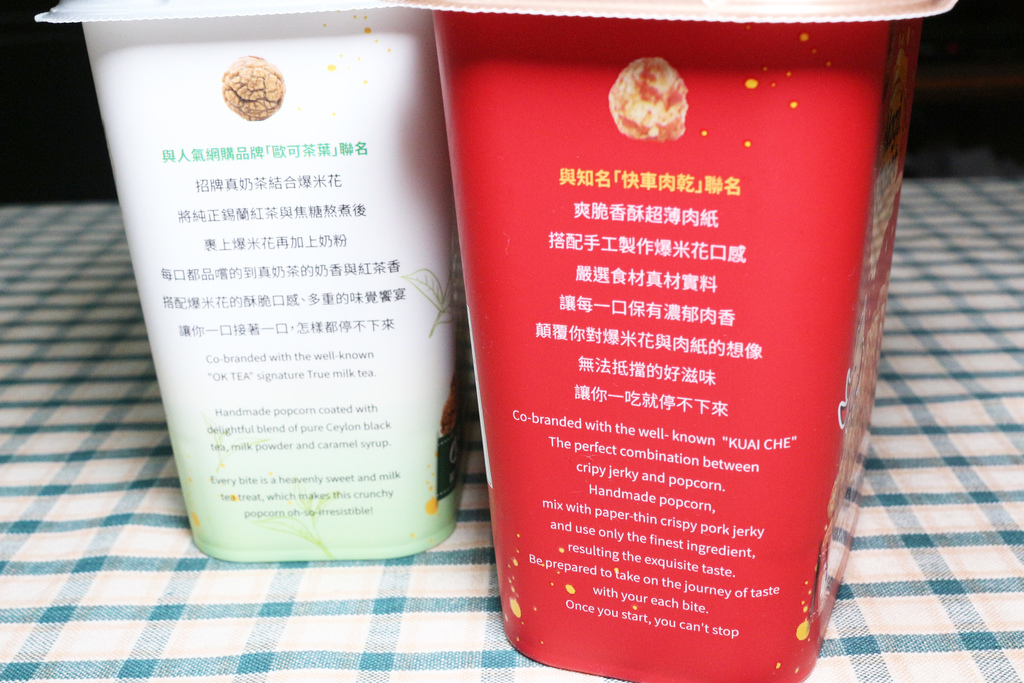 與人氣網購品牌「歐可茶葉」聯名
招牌真奶茶結合爆米花
將純正錫蘭紅茶與焦糖熬煮後
裹上爆米花再加上奶粉
每口都品嚐的到真奶茶的奶香與紅茶香
搭配爆米花的酥脆口感、多重的味覺饗宴
讓你一口接著一口，怎樣都停不下來
Co-branded with the well-known
"OK TEA" signature True milk tea.
Handmade popcorn coated with
delightful blend of pure Ceylon black
tea, milk powder and caramel syrup.
Every bite is a heavenly sweet and milk
tea treat, which makes this crunchy
popcorn oh-so-irresistible!
與知名「快車肉乾」聯名
爽脆香酥超薄肉紙
搭配手工製作爆米花口感
嚴選食材真材實料
讓每一口保有濃郁肉香
顛覆你對爆米花與肉紙的想像
無法抵擋的好滋味
讓你一吃就停不下來
Co-branded with the well- known "KUAI CHE"
The perfect combination between
cripy jerky and popcorn.
Handmade popcorn,
mix with paper-thin crispy pork jerky
and use only the finest ingredient,
resulting the exquisite taste.
Be prepared to take on the journey of taste
with your each bite.
Once you start, you can't stop